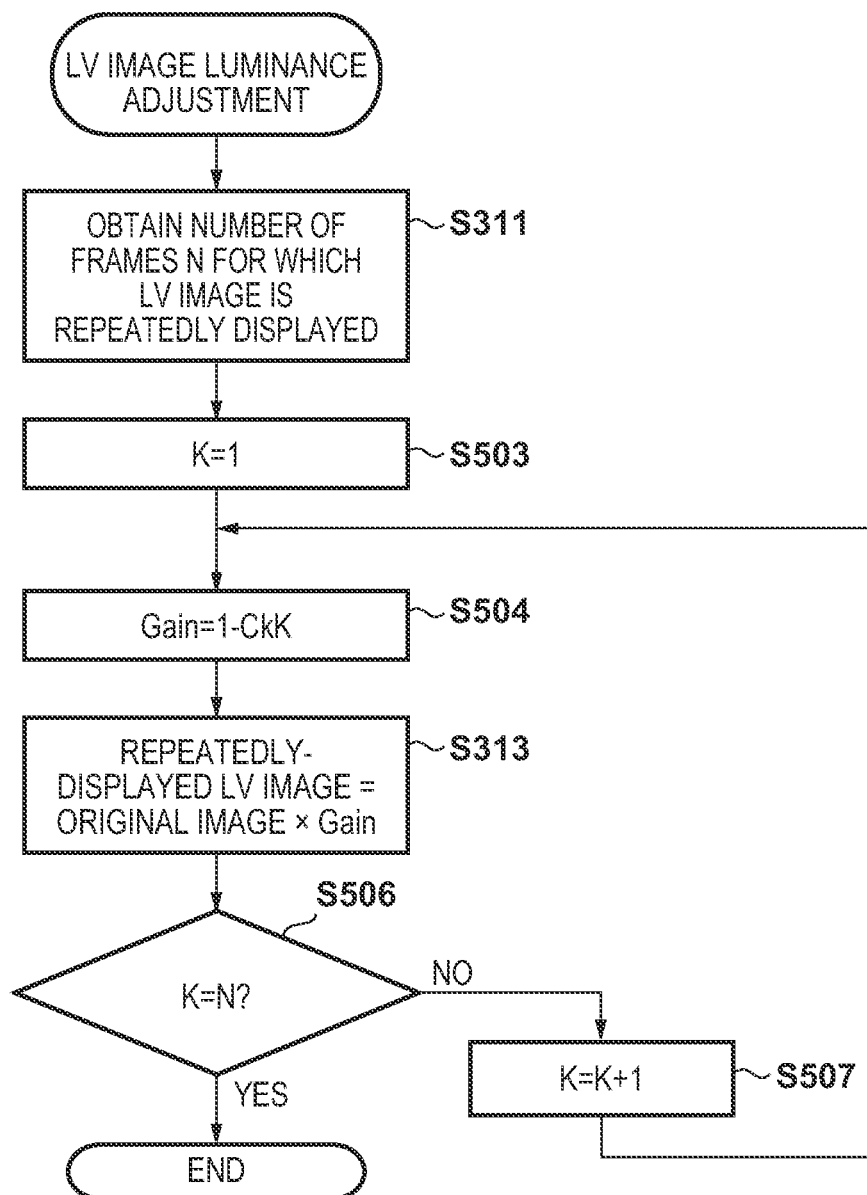 LV IMAGE LUMINANCE
ADJUSTMENT
OBTAIN NUMBER OF
FRAMES N FOR WHICH
LV IMAGE IS
REPEATEDLY DISPLAYED
S311
K=1
S503
Gain=1-CkK
S504
REPEATEDLY-
DISPLAYED LV IMAGE =
ORIGINAL IMAGE × Gain
S313
S506
K=N?
NO
YES
K=K+1
S507
END